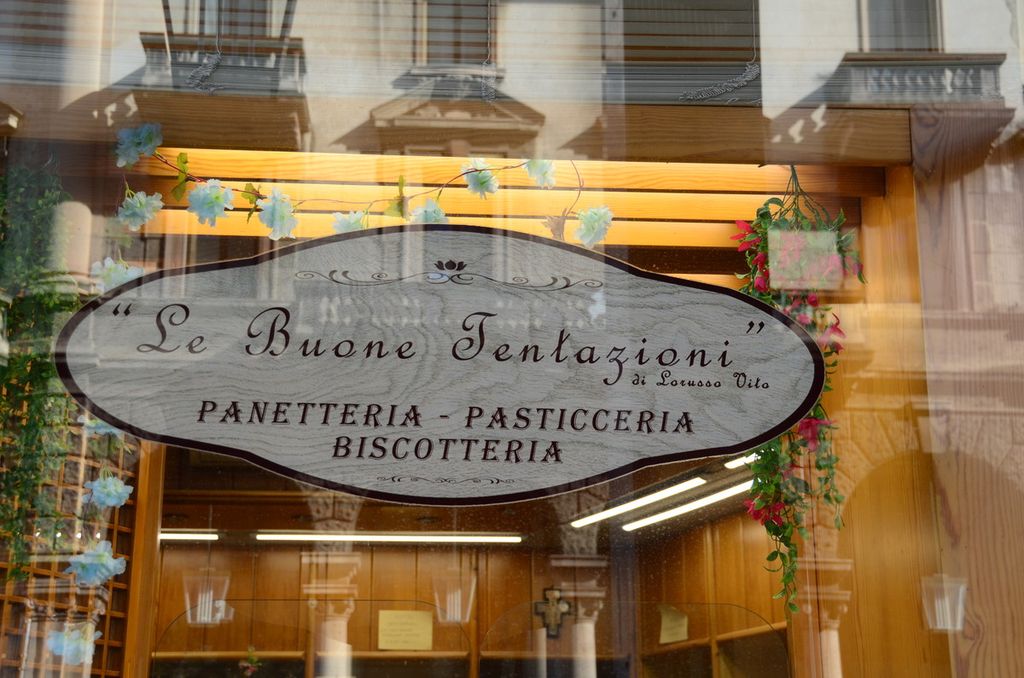 “Le Buone Tentazioni”
di Lorusso Vito
PANETTERIA - PASTICCERIA
BISCOTTERIA